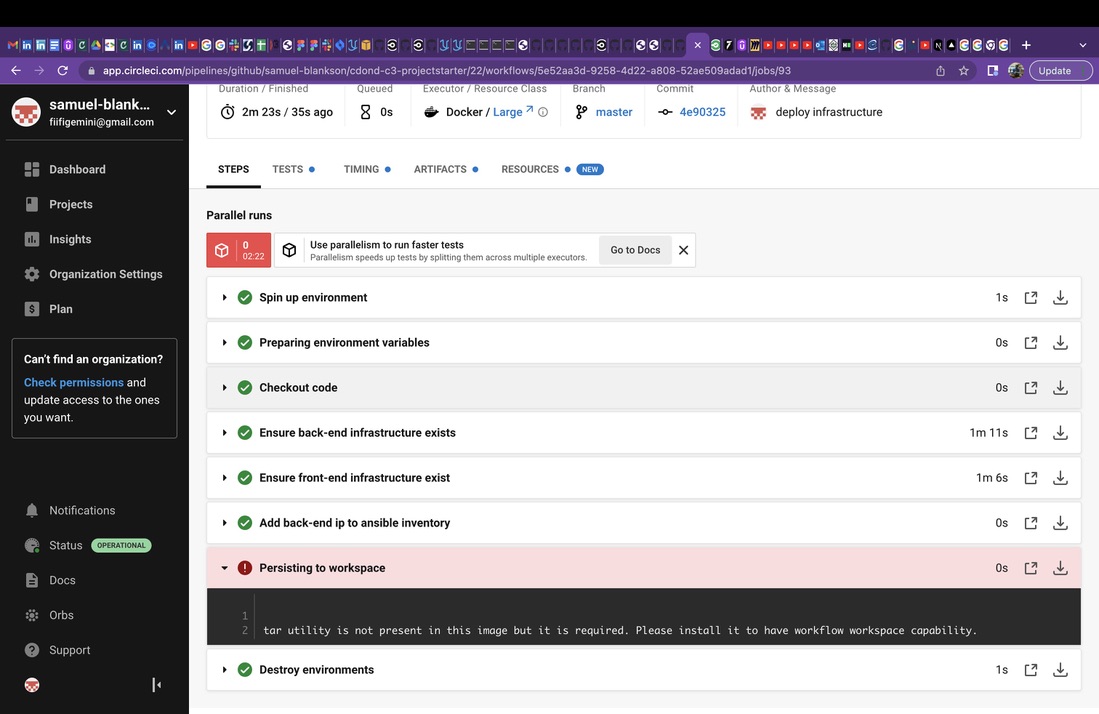 app.circleci.com/pipelines/github/samuel-blankson/cdond-c3-projectstarter/22/workflows/5e52aa3d-9258-4d22-a808-52ae509adad1/jobs/93
Update
samuel-blank...
fiifigemini@gmail.com
Dashboard
Projects
Insights
Organization Settings
Plan
Can't find an organization?
Check permissions and
update access to the ones
you want.
Notifications
Status OPERATIONAL
Docs
Orbs
Support
Duration / Finished Queued Executor / Resource Class Branch Commit Author & Message
2m 23s / 35s ago 0s Docker / Large master 4e90325 deploy infrastructure
STEPS TESTS TIMING ARTIFACTS RESOURCES NEW
Parallel runs
0
02:22
Use parallelism to run faster tests
Parallelism speeds up tests by splitting them across multiple executors.
Go to Docs
Spin up environment 1s
Preparing environment variables 0s
Checkout code 0s
Ensure back-end infrastructure exists 1m 11s
Ensure front-end infrastructure exist 1m 6s
Add back-end ip to ansible inventory 0s
Persisting to workspace 0s
1
2 tar utility is not present in this image but it is required. Please install it to have workflow workspace capability.
Destroy environments 1s